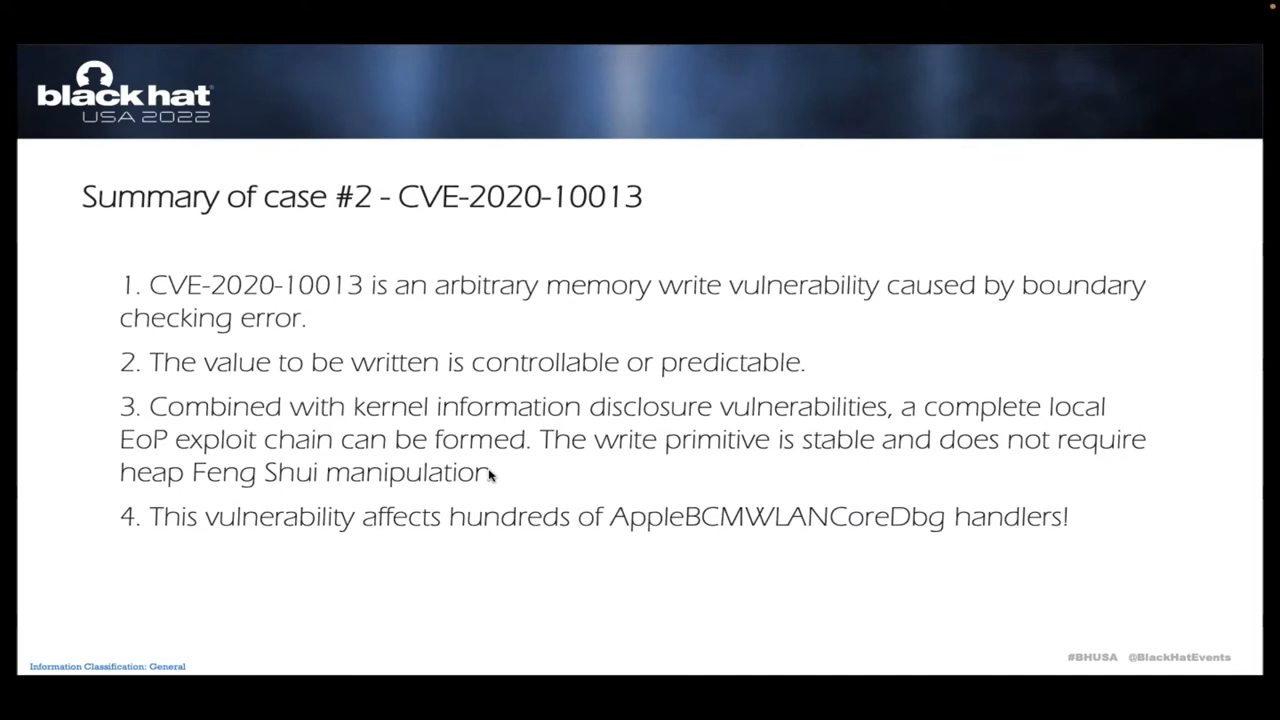 black hat
USA 2022
Summary of case #2 - CVE-2020-10013
1. CVE-2020-10013 is an arbitrary memory write vulnerability caused by boundary
checking error.
2. The value to be written is controllable or predictable.
3. Combined with kernel information disclosure vulnerabilities, a complete local
EoP exploit chain can be formed. The write primitive is stable and does not require
heap Feng Shui manipulation.
4. This vulnerability affects hundreds of AppleBCMWLANCoreDbg handlers!
Information Classification: General
#BHUSA @BlackHatEvents